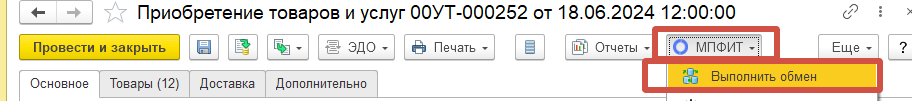 Приобретение товаров и услуг 00УТ-000252 от 18.06.2024 12:00:00
Провести и закрыть ЭДО Печать Отчеты МПФИТ Еще ?
Основное Товары (12) Доставка Дополнительно
Выполнить обмен